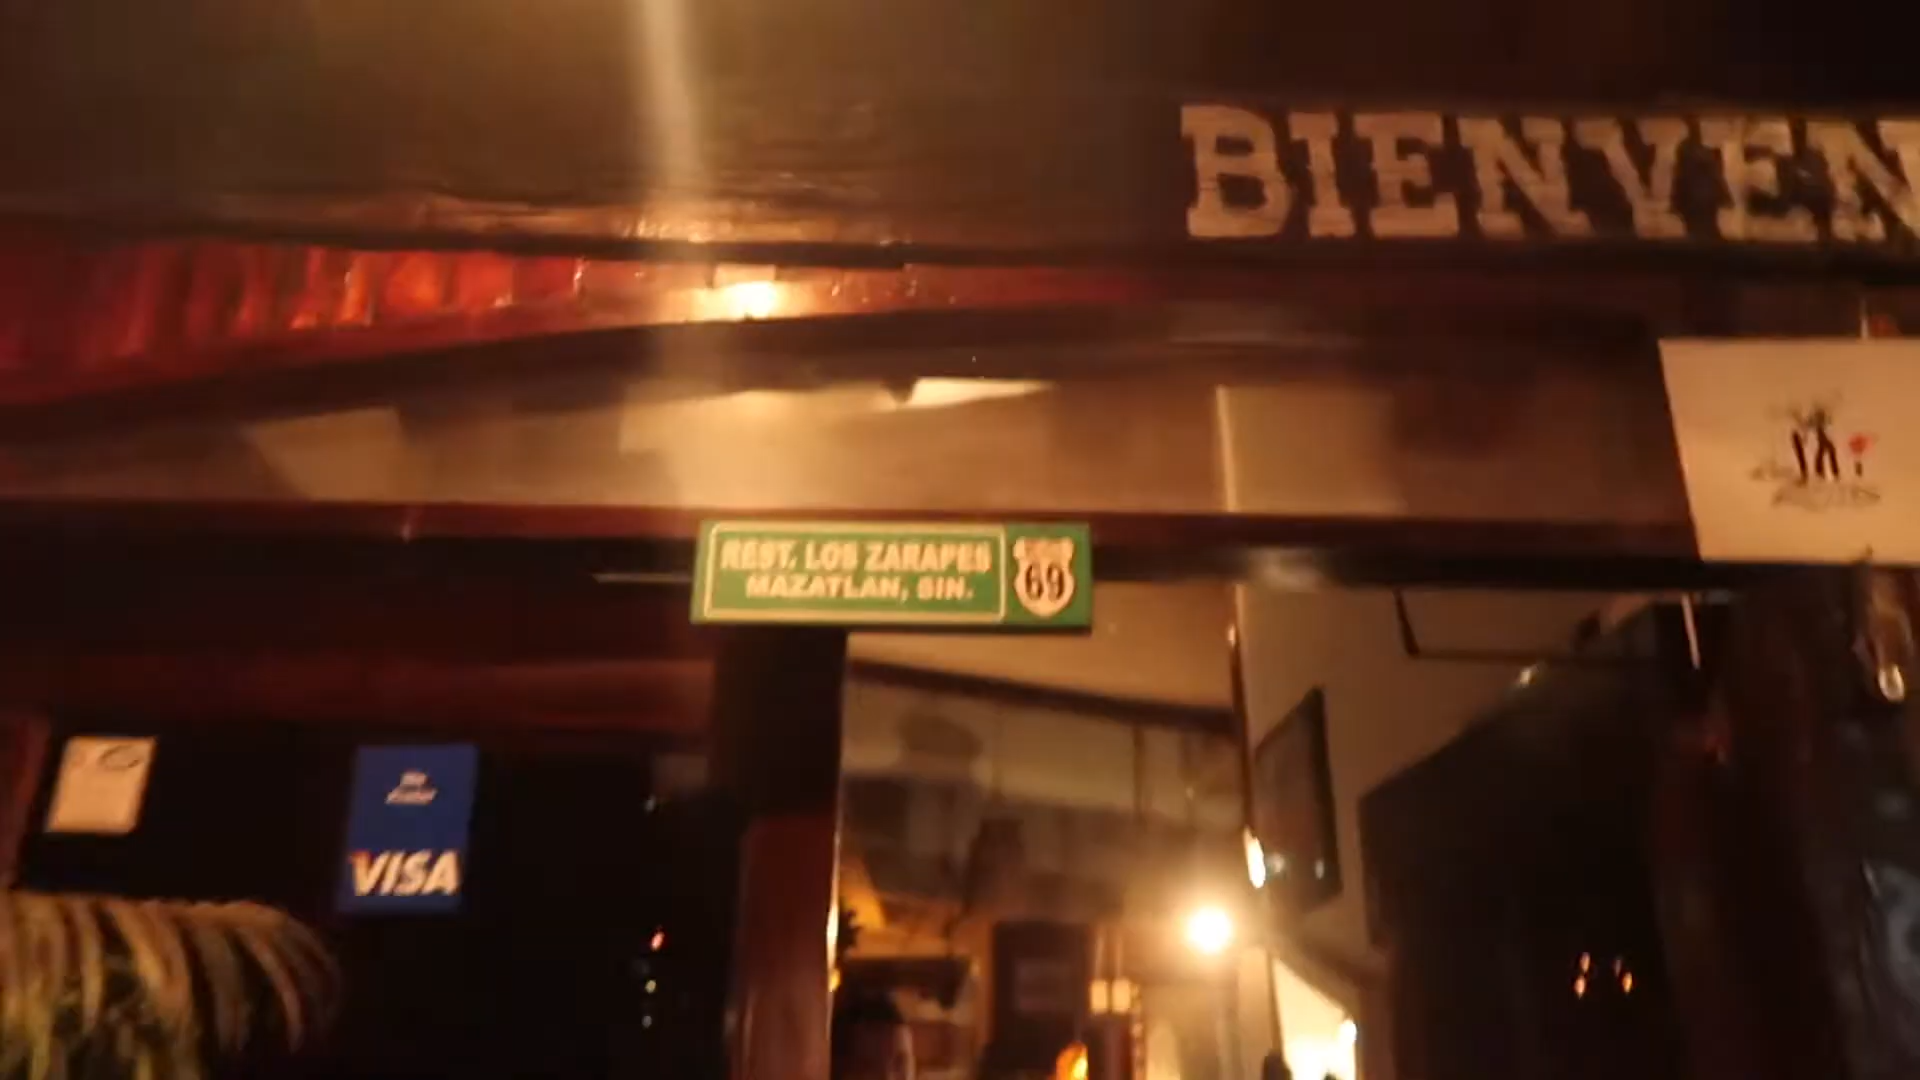 BIENVEN
REST. LOS ZARAPES
MAZATLAN, SIN.
69
VISA